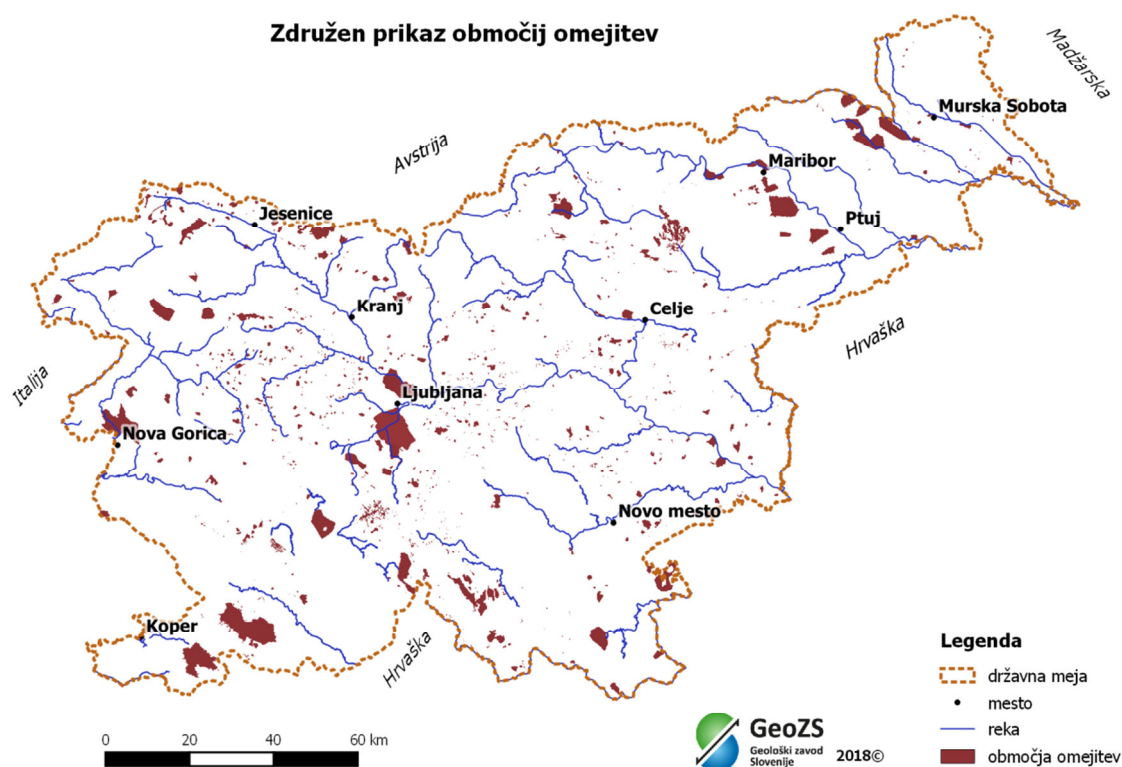 Združen prikaz območij omejitev
Madžarska
Murska Sobota
Avstrija
Maribor
Jesenice
Ptuj
Kranj
Celje
Hrvaška
Italija
Ljubljana
Nova Gorica
Novo mesto
Koper
Hrvaška
Legenda
državna meja
mesto
reka
območja omejitev
0 20 40 60 km
GeoZS
Geološki zavod
Slovenije
2018©